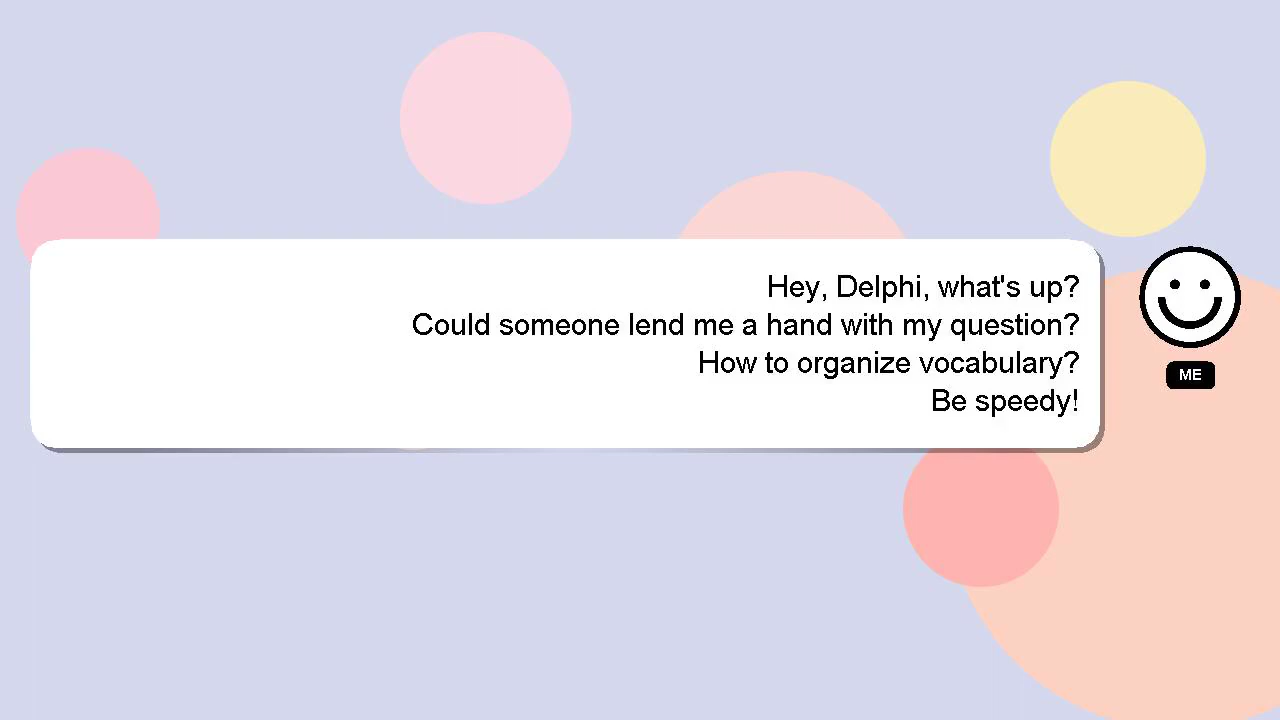 Hey, Delphi, what's up?
Could someone lend me a hand with my question?
How to organize vocabulary?
Be speedy!
ME